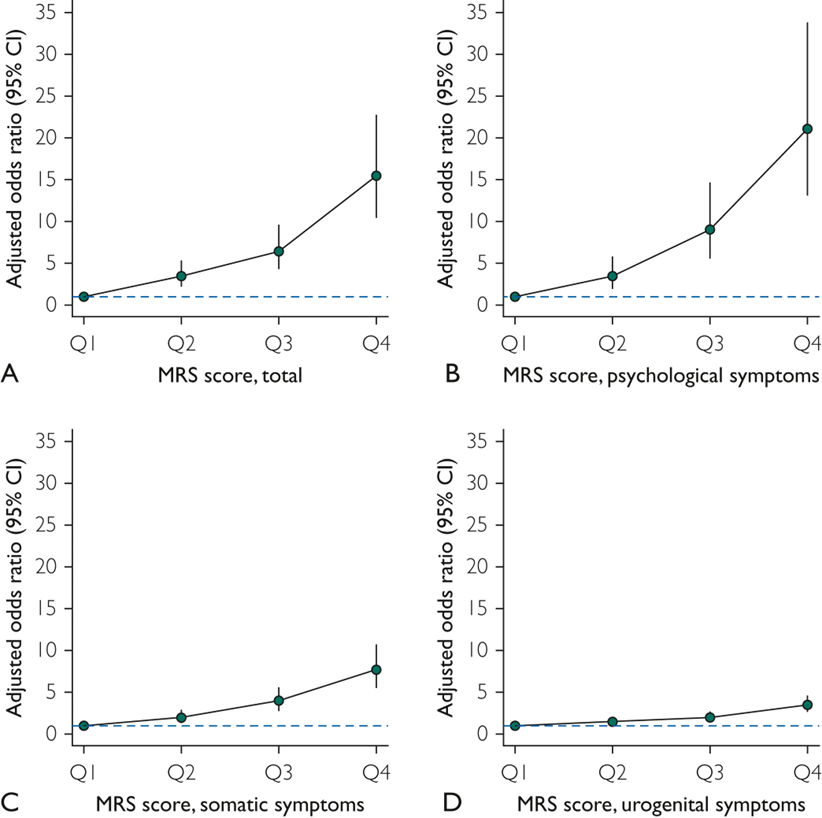 Adjusted odds ratio (95% CI)
35
30
25
20
15
10
5
0
Q1 Q2 Q3 Q4
A MRS score, total
Adjusted odds ratio (95% CI)
35
30
25
20
15
10
5
0
Q1 Q2 Q3 Q4
B MRS score, psychological symptoms
Adjusted odds ratio (95% CI)
35
30
25
20
15
10
5
0
Q1 Q2 Q3 Q4
C MRS score, somatic symptoms
Adjusted odds ratio (95% CI)
35
30
25
20
15
10
5
0
Q1 Q2 Q3 Q4
D MRS score, urogenital symptoms